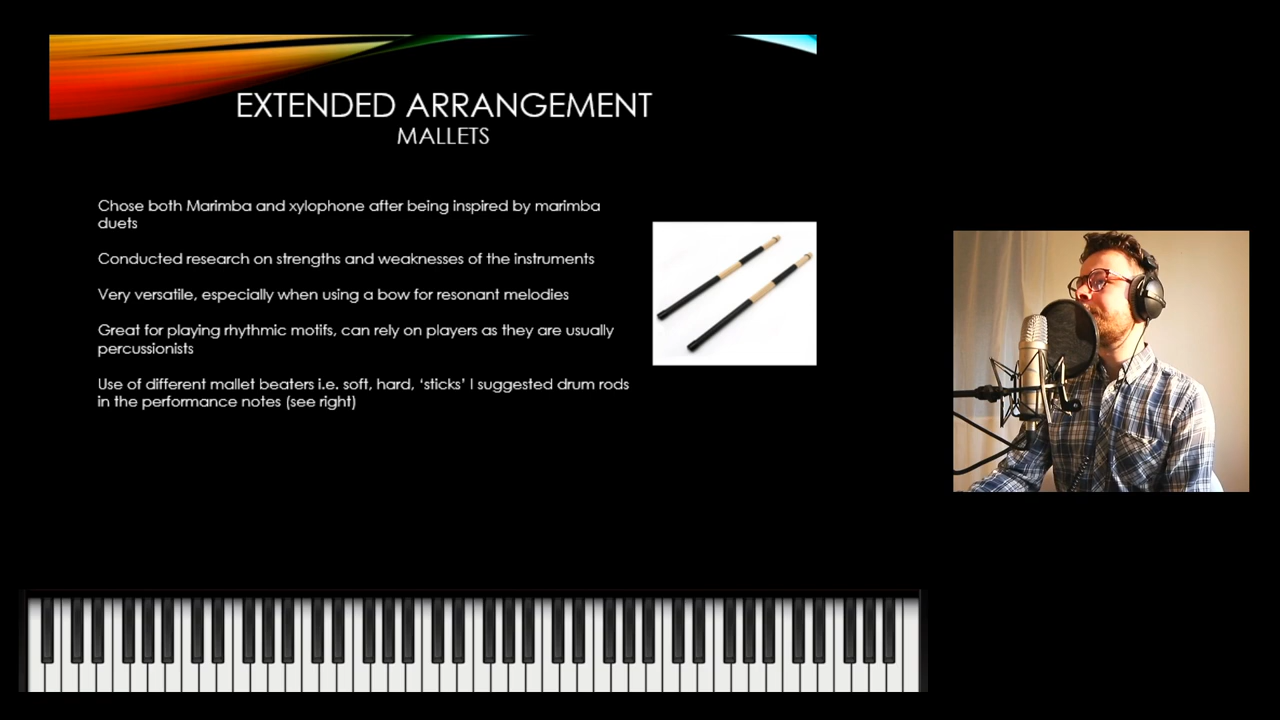 EXTENDED ARRANGEMENT
MALLETS
Chose both Marimba and xylophone after being inspired by marimba
duets
Conducted research on strengths and weaknesses of the instruments
Very versatile, especially when using a bow for resonant melodies
Great for playing rhythmic motifs, can rely on players as they are usually
percussionists
Use of different mallet beaters i.e. soft, hard, ‘sticks’ I suggested drum rods
in the performance notes (see right)